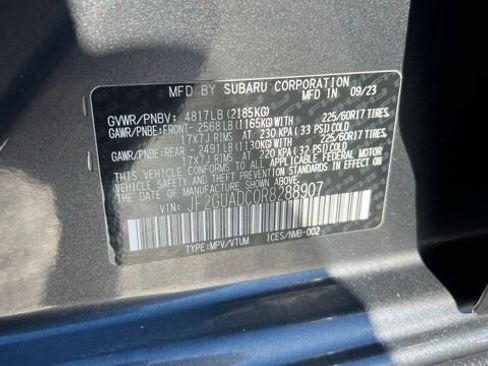 MFD BY SUBARU CORPORATION
MFD IN 09/23
GVWR/PNBV: 4817LB(2185KG)
GAWR/PNBE:FRONT- 2568LB(1165KG)WITH 225/60R17 TIRES,
17x7J RIMS AT 230 KPA(33 PSI)COLD
GAWR/PNBE:REAR - 2491LB(1130KG)WITH 225/60R17 TIRES,
17x7J RIMS AT 220 KPA(32 PSI)COLD
THIS VEHICLE CONFORMS TO ALL APPLICABLE FEDERAL MOTOR
VEHICLE SAFETY AND THEFT PREVENTION STANDARDS IN EFFECT ON
THE DATE OF MANUFACTURE SHOWN ABOVE.
VIN: JF2GUADC0R8288907
TYPE:MPV/VTUM ICES/NMB-002